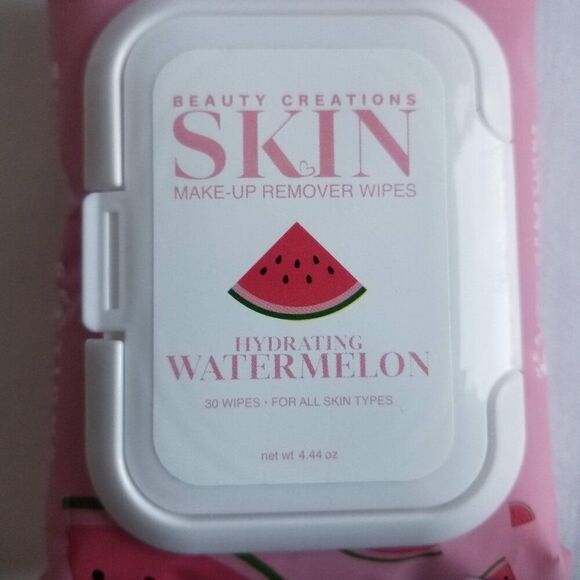 BEAUTY CREATIONS
SKIN
MAKE-UP REMOVER WIPES
HYDRATING
WATERMELON
30 WIPES • FOR ALL SKIN TYPES
net wt 4.44 oz